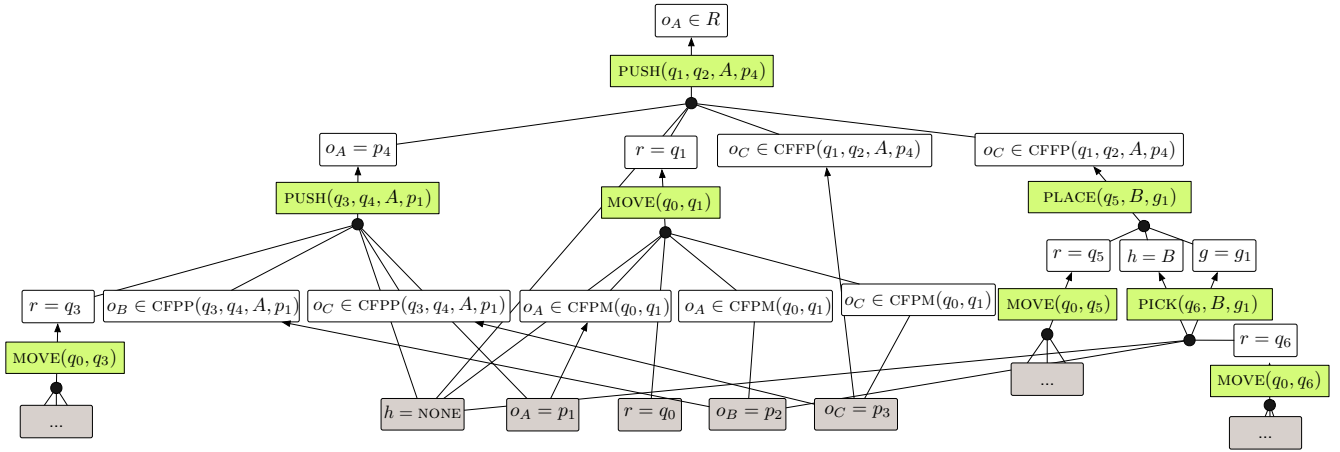 o_A ∈ R
PUSH(q_1, q_2, A, p_4)
o_A = p_4
r = q_1
o_C ∈ CFFP(q_1, q_2, A, p_4)
o_C ∈ CFFP(q_1, q_2, A, p_4)
PUSH(q_3, q_4, A, p_1)
MOVE(q_0, q_1)
PLACE(q_5, B, g_1)
r = q_5
h = B
g = g_1
r = q_3
o_B ∈ CFPP(q_3, q_4, A, p_1)
o_C ∈ CFPP(q_3, q_4, A, p_1)
o_A ∈ CFPM(q_0, q_1)
o_A ∈ CFPM(q_0, q_1)
o_C ∈ CFPM(q_0, q_1)
MOVE(q_0, q_5)
PICK(q_6, B, g_1)
MOVE(q_0, q_3)
r = q_6
...
MOVE(q_0, q_6)
...
h = NONE
o_A = p_1
r = q_0
o_B = p_2
o_C = p_3
...